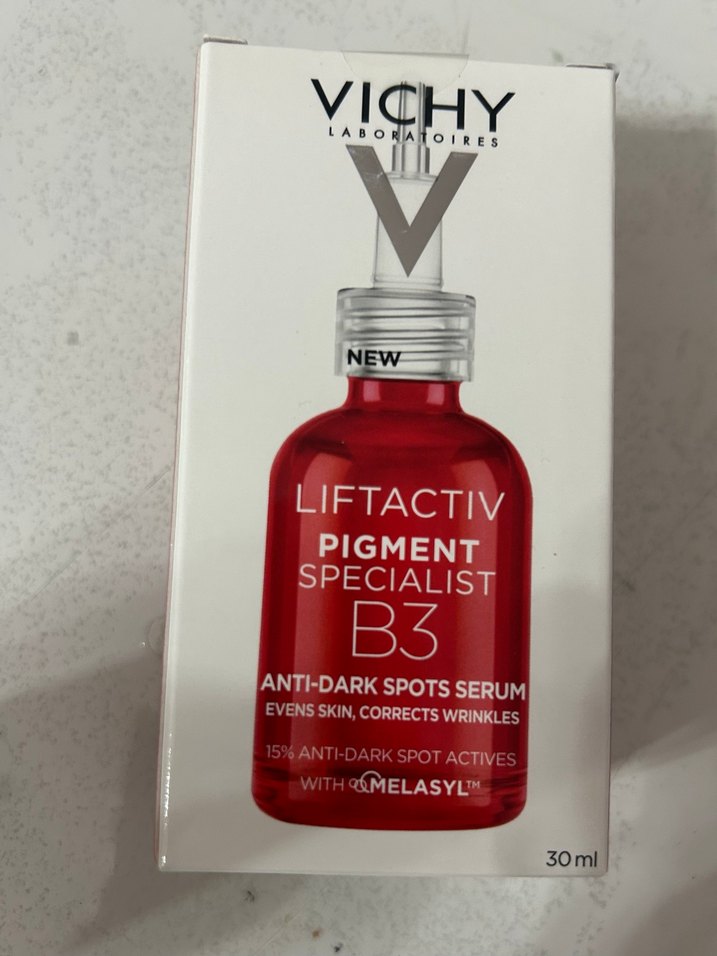 VICHY
LABORATOIRES
NEW
LIFTACTIV
PIGMENT
SPECIALIST
B3
ANTI-DARK SPOTS SERUM
EVENS SKIN, CORRECTS WRINKLES
15% ANTI-DARK SPOT ACTIVES
WITH MELASYL™
30 ml